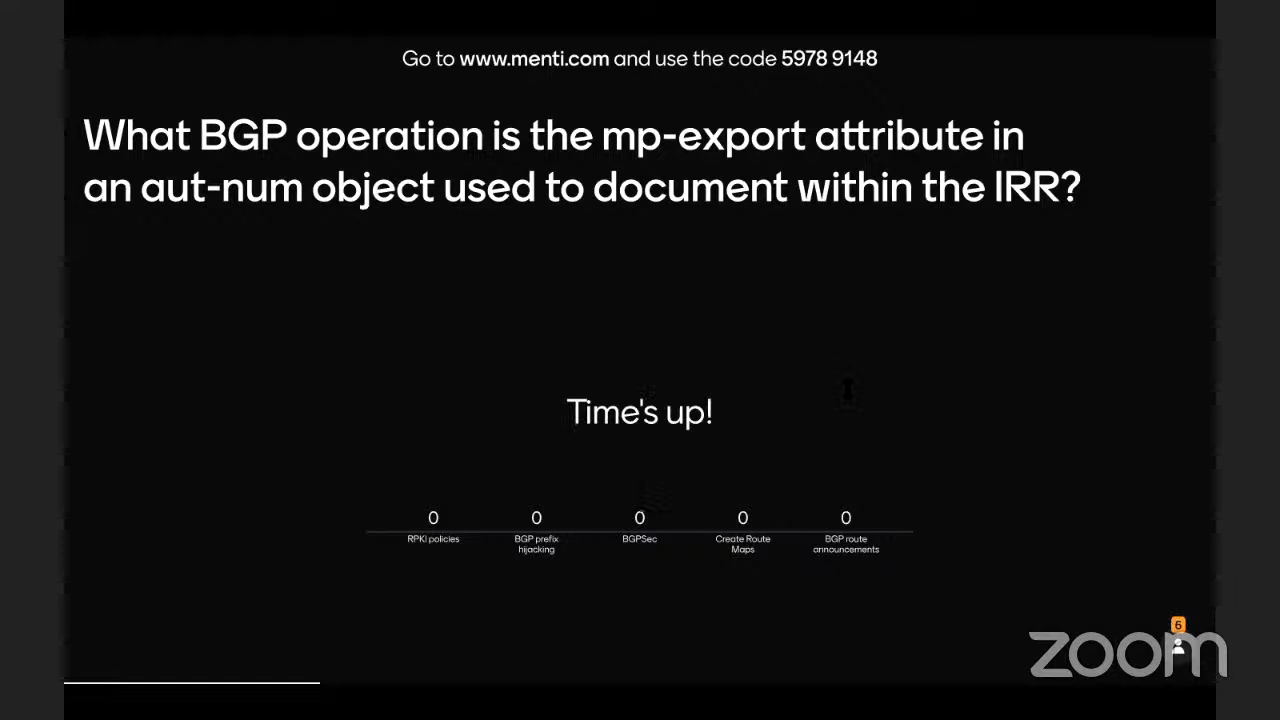 Go to www.menti.com and use the code 5978 9148
What BGP operation is the mp-export attribute in
an aut-num object used to document within the IRR?
Time's up!
0 0 0 0 0
RPKI policies BGP prefix BGPSec Create Route BGP route
hijacking Maps announcements
6
zoom